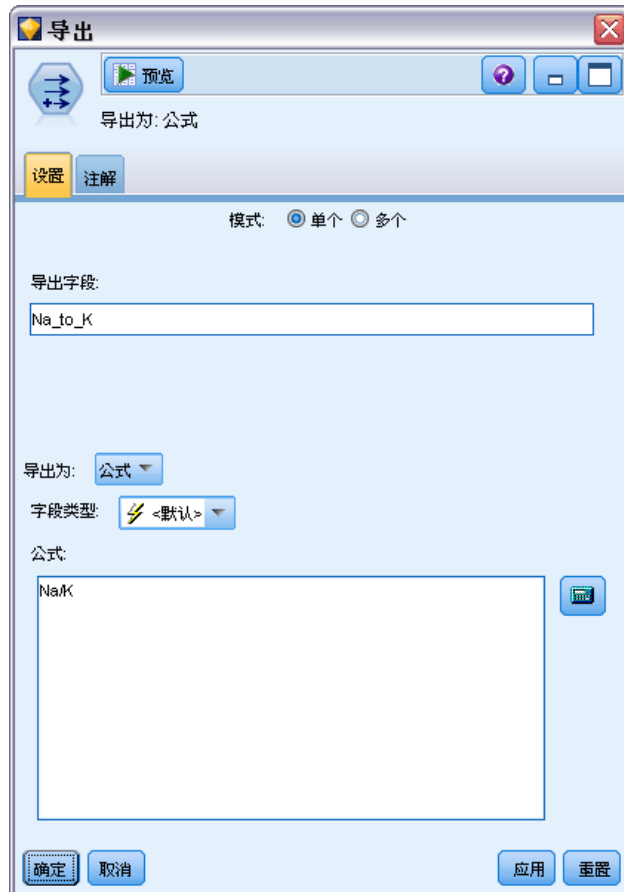 导出
预览
导出为: 公式
设置 注解
模式: 单个 多个
导出字段:
Na_to_K
导出为: 公式
字段类型: <默认>
公式:
Na/K
确定 取消 应用 重置